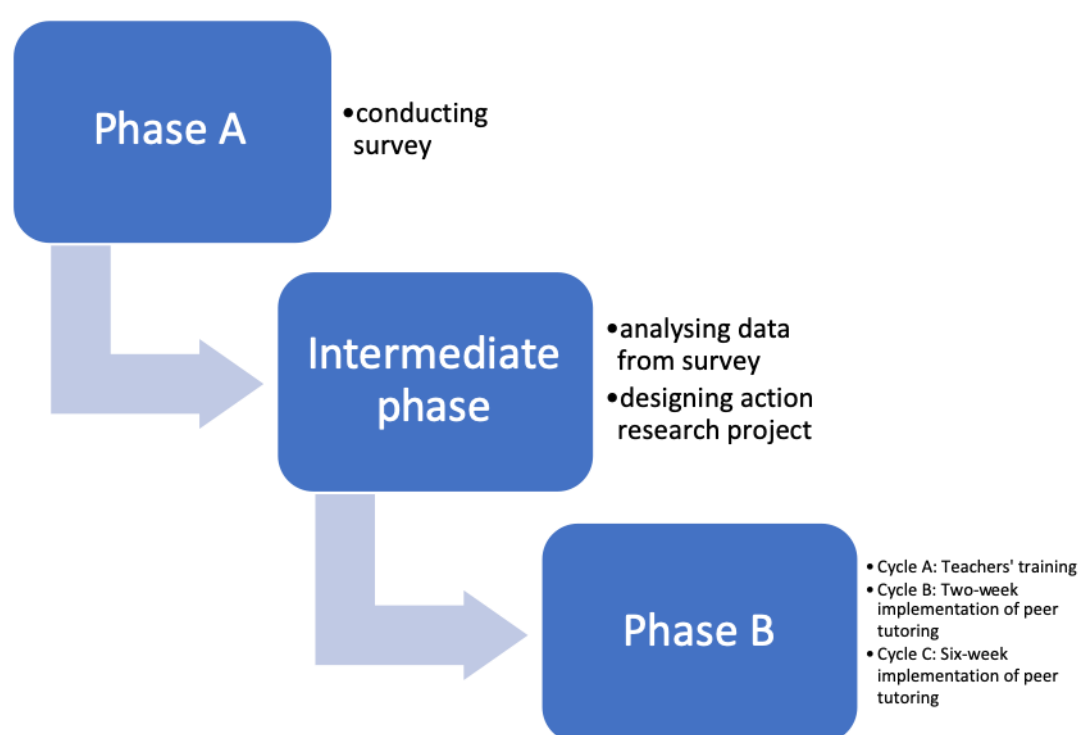 Phase A
•conducting
survey
Intermediate
phase
•analysing data
from survey
•designing action
research project
Phase B
•Cycle A: Teachers' training
•Cycle B: Two-week
implementation of peer
tutoring
•Cycle C: Six-week
implementation of peer
tutoring